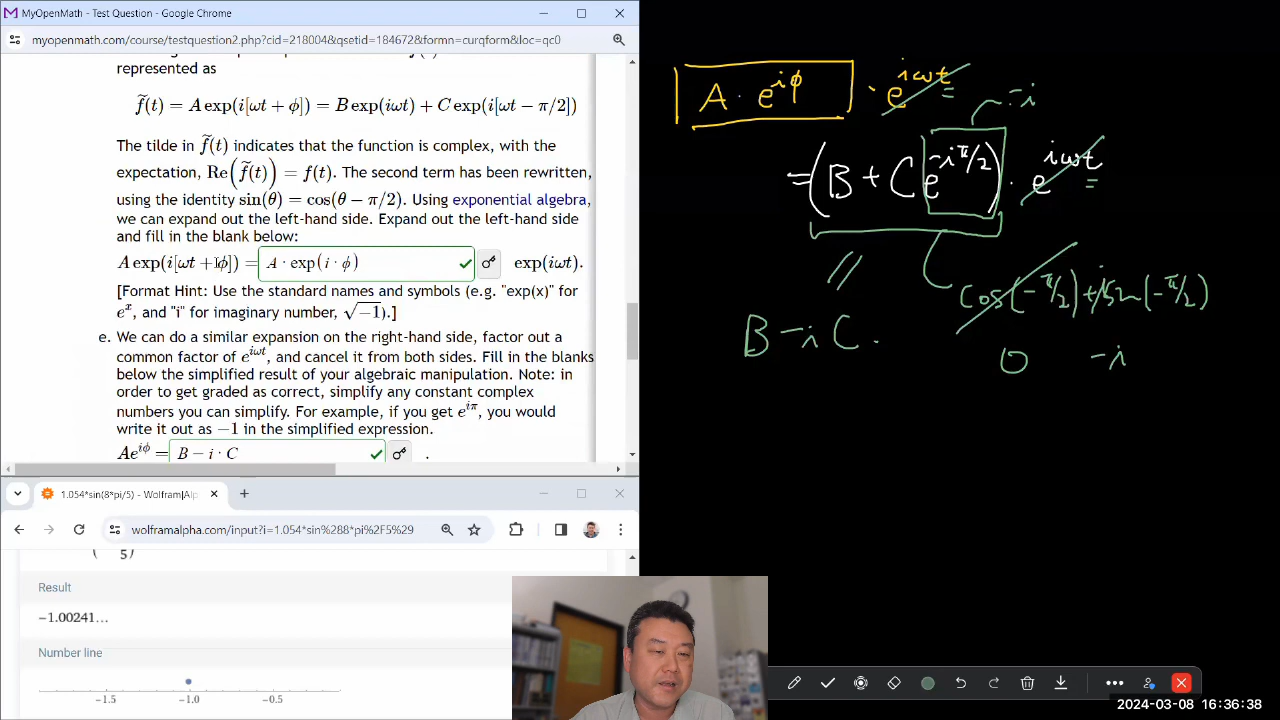 MyOpenMath - Test Question - Google Chrome
myopenmath.com/course/testquestion2.php?cid=218004&qsetid=184672&formn=curqform&loc=qc0
represented as
f̃(t) = A exp(i[ωt + ϕ]) = B exp(iωt) + C exp(i[ωt − π/2])
The tilde in f̃(t) indicates that the function is complex, with the
expectation, Re(f̃(t)) = f(t). The second term has been rewritten,
using the identity sin(θ) = cos(θ − π/2). Using exponential algebra,
we can expand out the left-hand side. Expand out the left-hand side
and fill in the blank below:
A exp(i[ωt + ϕ]) = A · exp(i · ϕ) exp(iωt).
[Format Hint: Use the standard names and symbols (e.g. "exp(x)" for
e^x, and "i" for imaginary number, √−1).]
e. We can do a similar expansion on the right-hand side, factor out a
common factor of e^{iωt}, and cancel it from both sides. Fill in the blanks
below the simplified result of your algebraic manipulation. Note: in
order to get graded as correct, simplify any constant complex
numbers you can simplify. For example, if you get e^{iπ}, you would
write it out as −1 in the simplified expression.
Ae^{iϕ} = B − i · C .
1.054*sin(8*pi/5) - Wolfram|Alp
wolframalpha.com/input?i=1.054*sin%288*pi%2F5%29
5)
Result
−1.00241…
Number line
−1.5 −1.0 −0.5
A · e^{iϕ} · e^{iωt}
-i
= (B + C e^{-iπ/2}) · e^{iωt}
cos(-π/2) + i sin(-π/2)
B - i C .
0 -i
2024-03-08 16:36:38